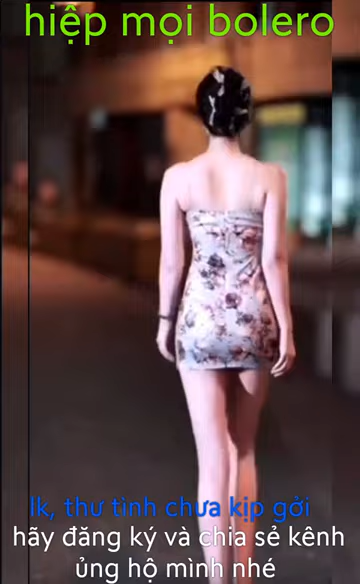 hiệp mọi bolero
lk, thư tình chưa kịp gởi
hãy đăng ký và chia sẻ kênh
ủng hộ mình nhé